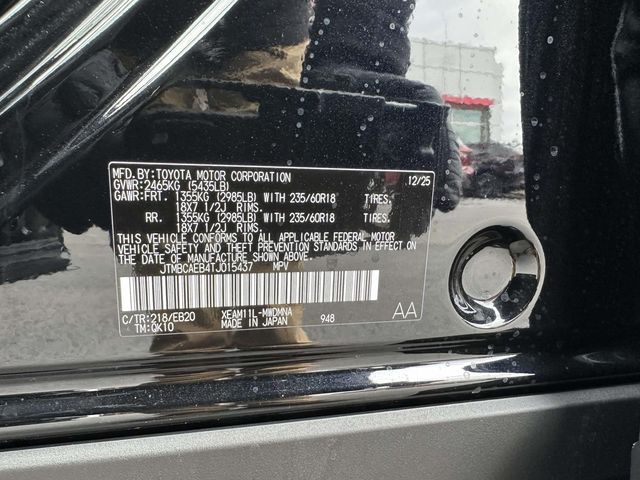 MFD.BY:TOYOTA MOTOR CORPORATION 12/25
GVWR:2465KG (5435LB)
GAWR:FRT. 1355KG (2985LB) WITH 235/60R18 TIRES.
18X7 1/2J RIMS.
RR. 1355KG (2985LB) WITH 235/60R18 TIRES.
18X7 1/2J RIMS.
THIS VEHICLE CONFORMS TO ALL APPLICABLE FEDERAL MOTOR
VEHICLE SAFETY AND THEFT PREVENTION STANDARDS IN EFFECT ON
THE DATE OF MANUFACTURE SHOWN ABOVE.
JTMBCAEB4TJ015437 MPV
C/TR:218/EB20 XEAM11L-MWDMNA
TM:QK10 MADE IN JAPAN 948 AA